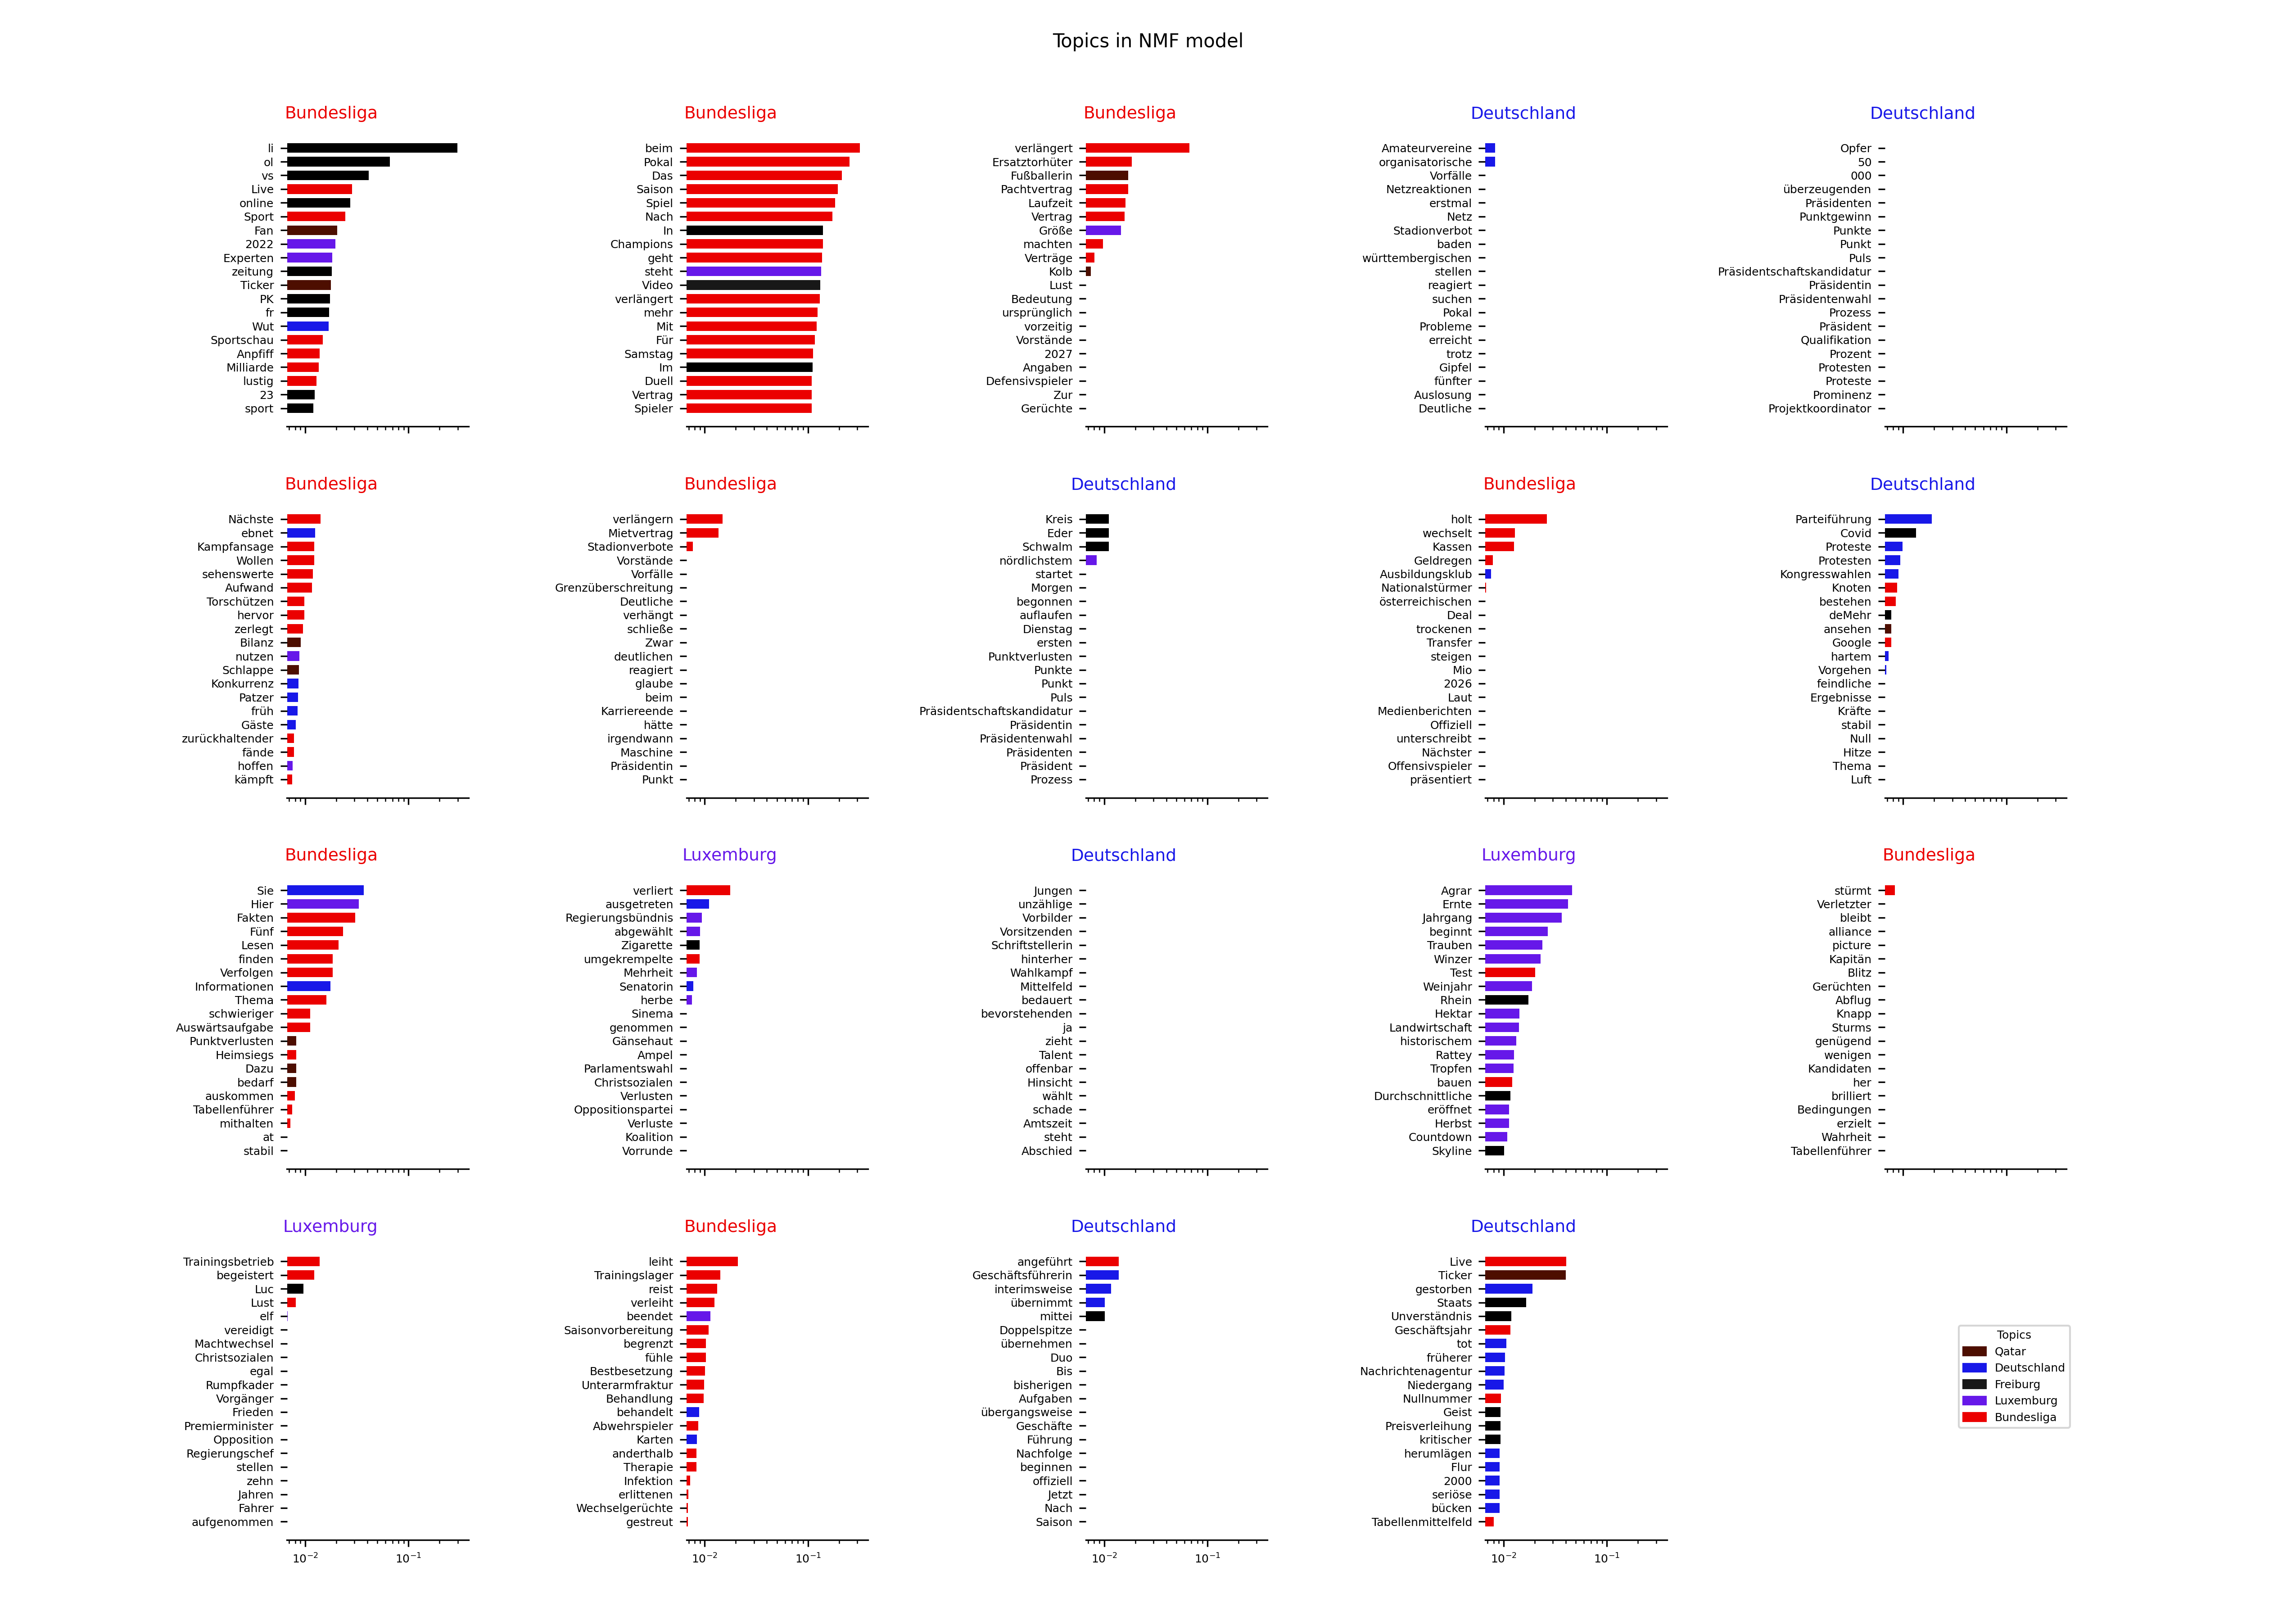 Topics in NMF model
Bundesliga
li
ol
vs
Live
online
Sport
Fan
2022
Experten
zeitung
Ticker
PK
fr
Wut
Sportschau
Anpfiff
Milliarde
lustig
23
sport
Bundesliga
beim
Pokal
Das
Saison
Spiel
Nach
In
Champions
geht
steht
Video
verlängert
mehr
Mit
Für
Samstag
Im
Duell
Vertrag
Spieler
Bundesliga
verlängert
Ersatztorhüter
Fußballerin
Pachtvertrag
Laufzeit
Vertrag
Größe
machten
Verträge
Kolb
Lust
Bedeutung
ursprünglich
vorzeitig
Vorstände
2027
Angaben
Defensivspieler
Zur
Gerüchte
Deutschland
Amateurvereine
organisatorische
Vorfälle
Netzreaktionen
erstmal
Netz
Stadionverbot
baden
württembergischen
stellen
reagiert
suchen
Pokal
Probleme
erreicht
trotz
Gipfel
fünfter
Auslosung
Deutliche
Deutschland
Opfer
50
000
überzeugenden
Präsidenten
Punktgewinn
Punkte
Punkt
Puls
Präsidentschaftskandidatur
Präsidentin
Präsidentenwahl
Prozess
Präsident
Qualifikation
Prozent
Protesten
Proteste
Prominenz
Projektkoordinator
Bundesliga
Nächste
ebnet
Kampfansage
Wollen
sehenswerte
Aufwand
Torschützen
hervor
zerlegt
Bilanz
nutzen
Schlappe
Konkurrenz
Patzer
früh
Gäste
zurückhaltender
fände
hoffen
kämpft
Bundesliga
verlängern
Mietvertrag
Stadionverbote
Vorstände
Vorfälle
Grenzüberschreitung
Deutliche
verhängt
schließe
Zwar
deutlichen
reagiert
glaube
beim
Karriereende
hätte
irgendwann
Maschine
Präsidentin
Punkt
Deutschland
Kreis
Eder
Schwalm
nördlichstem
startet
Morgen
begonnen
auflaufen
Dienstag
ersten
Punktverlusten
Punkte
Punkt
Puls
Präsidentschaftskandidatur
Präsidentin
Präsidentenwahl
Präsidenten
Präsident
Prozess
Bundesliga
holt
wechselt
Kassen
Geldregen
Ausbildungsklub
Nationalstürmer
österreichischen
Deal
trockenen
Transfer
steigen
Mio
2026
Laut
Medienberichten
Offiziell
unterschreibt
Nächster
Offensivspieler
präsentiert
Deutschland
Parteiführung
Covid
Proteste
Protesten
Kongresswahlen
Knoten
bestehen
deMehr
ansehen
Google
hartem
Vorgehen
feindliche
Ergebnisse
Kräfte
stabil
Null
Hitze
Thema
Luft
Bundesliga
Sie
Hier
Fakten
Fünf
Lesen
finden
Verfolgen
Informationen
Thema
schwieriger
Auswärtsaufgabe
Punktverlusten
Heimsiegs
Dazu
bedarf
auskommen
Tabellenführer
mithalten
at
stabil
Luxemburg
verliert
ausgetreten
Regierungsbündnis
abgewählt
Zigarette
umgekrempelte
Mehrheit
Senatorin
herbe
Sinema
genommen
Gänsehaut
Ampel
Parlamentswahl
Christsozialen
Verlusten
Oppositionspartei
Verluste
Koalition
Vorrunde
Deutschland
Jungen
unzählige
Vorbilder
Vorsitzenden
Schriftstellerin
hinterher
Wahlkampf
Mittelfeld
bedauert
bevorstehenden
ja
zieht
Talent
offenbar
Hinsicht
wählt
schade
Amtszeit
steht
Abschied
Luxemburg
Agrar
Ernte
Jahrgang
beginnt
Trauben
Winzer
Test
Weinjahr
Rhein
Hektar
Landwirtschaft
historischem
Rattey
Tropfen
bauen
Durchschnittliche
eröffnet
Herbst
Countdown
Skyline
Bundesliga
stürmt
Verletzter
bleibt
alliance
picture
Kapitän
Blitz
Gerüchten
Abflug
Knapp
Sturms
genügend
wenigen
Kandidaten
her
brilliert
Bedingungen
erzielt
Wahrheit
Tabellenführer
Luxemburg
Trainingsbetrieb
begeistert
Luc
Lust
elf
vereidigt
Machtwechsel
Christsozialen
egal
Rumpfkader
Vorgänger
Frieden
Premierminister
Opposition
Regierungschef
stellen
zehn
Jahren
Fahrer
aufgenommen
10⁻² 10⁻¹
Bundesliga
leiht
Trainingslager
reist
verleiht
beendet
Saisonvorbereitung
begrenzt
fühle
Bestbesetzung
Unterarmfraktur
Behandlung
behandelt
Abwehrspieler
Karten
anderthalb
Therapie
Infektion
erlittenen
Wechselgerüchte
gestreut
10⁻² 10⁻¹
Deutschland
angeführt
Geschäftsführerin
interimsweise
übernimmt
mittei
Doppelspitze
übernehmen
Duo
Bis
bisherigen
Aufgaben
übergangsweise
Geschäfte
Führung
Nachfolge
beginnen
offiziell
Jetzt
Nach
Saison
10⁻² 10⁻¹
Deutschland
Live
Ticker
gestorben
Staats
Unverständnis
Geschäftsjahr
tot
früherer
Nachrichtenagentur
Niedergang
Nullnummer
Geist
Preisverleihung
kritischer
herumlägen
Flur
2000
seriöse
bücken
Tabellenmittelfeld
10⁻² 10⁻¹
Topics
Qatar
Deutschland
Freiburg
Luxemburg
Bundesliga